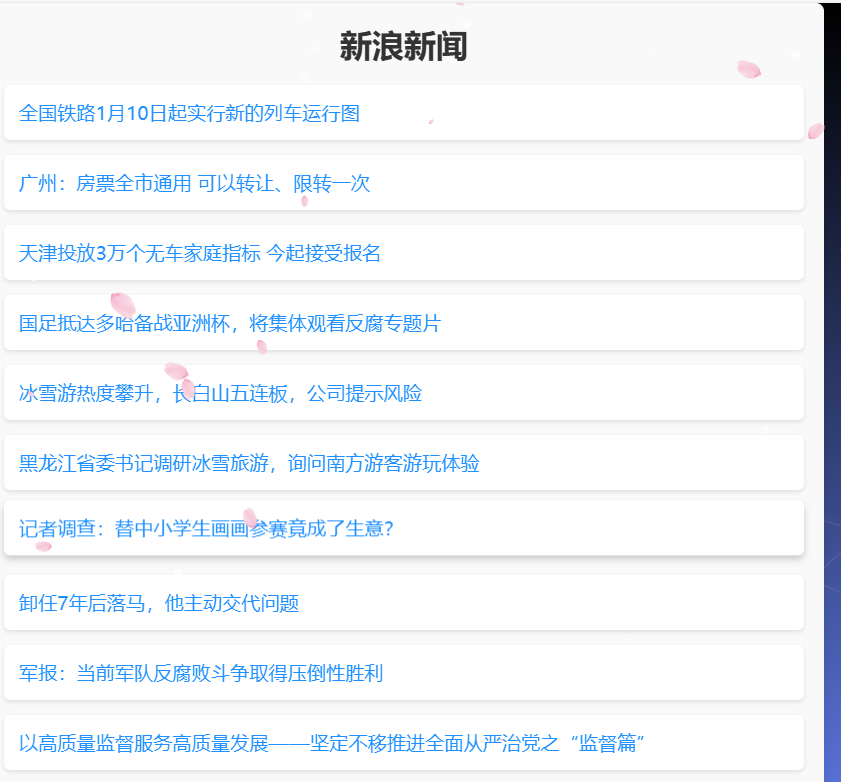 新浪新闻
全国铁路1月10日起实行新的列车运行图
广州：房票全市通用 可以转让、限转一次
天津投放3万个无车家庭指标 今起接受报名
国足抵达多哈备战亚洲杯，将集体观看反腐专题片
冰雪游热度攀升，长白山五连板，公司提示风险
黑龙江省委书记调研冰雪旅游，询问南方游客游玩体验
记者调查：替中小学生画画参赛竟成了生意？
卸任7年后落马，他主动交代问题
军报：当前军队反腐败斗争取得压倒性胜利
以高质量监督服务高质量发展——坚定不移推进全面从严治党之“监督篇”